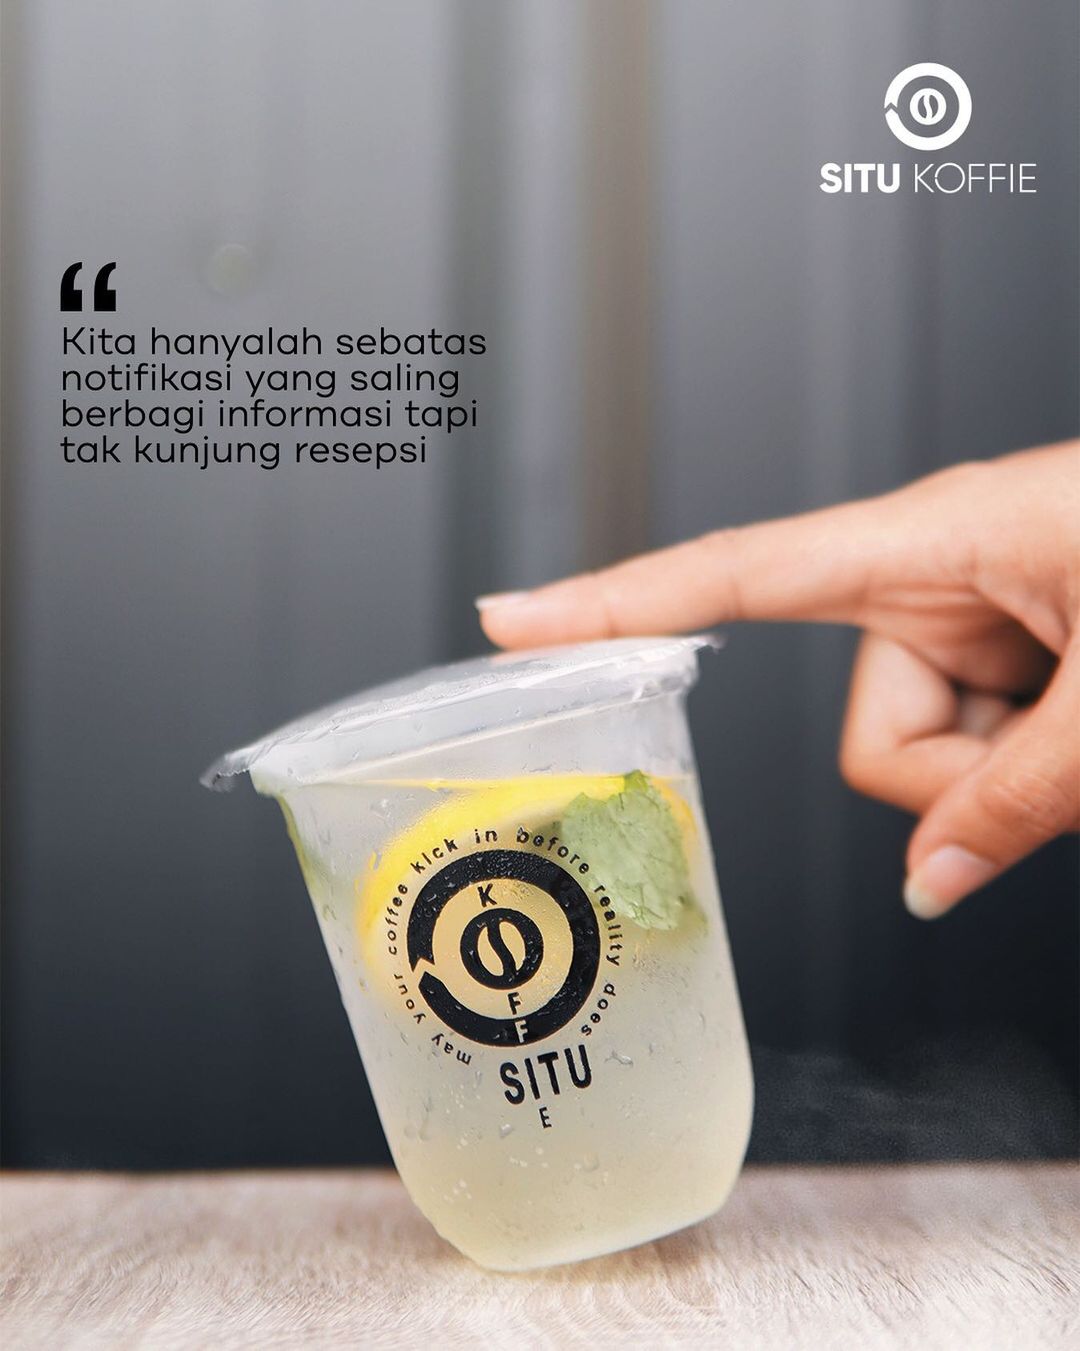 SITU KOFFIE
“
Kita hanyalah sebatas
notifikasi yang saling
berbagi informasi tapi
tak kunjung resepsi
may your coffee kick in before reality does
K
F
F
SITU
E